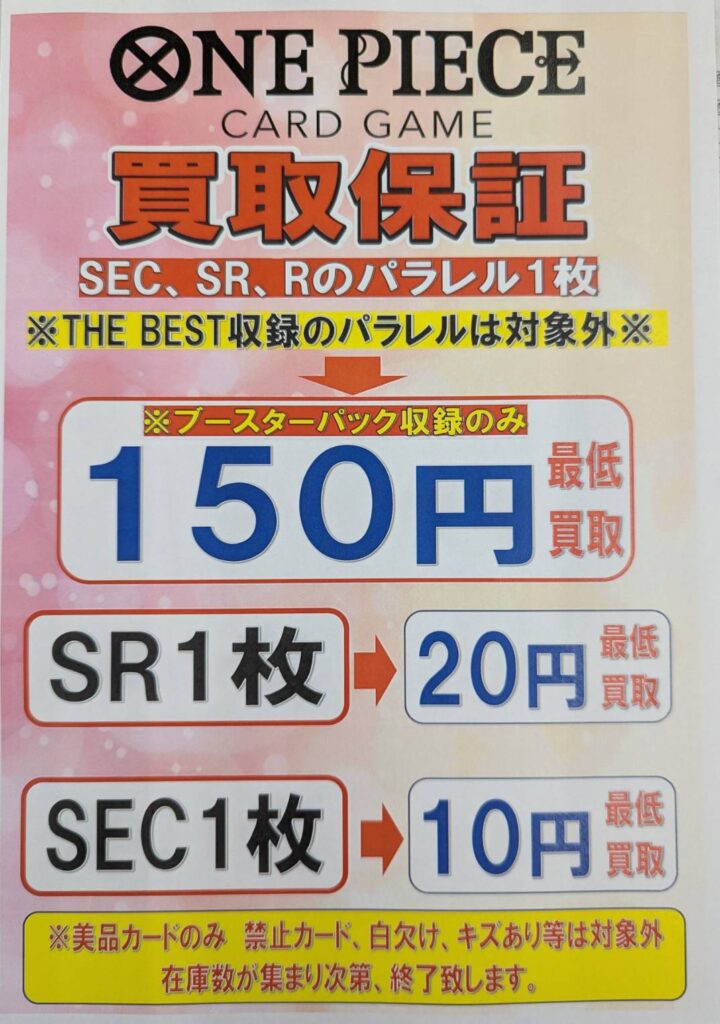 ONE PIECE
CARD GAME
買取保証
SEC、SR、Rのパラレル1枚
※THE BEST収録のパラレルは対象外※
※ブースターパック収録のみ
150円 最低買取
SR1枚 20円 最低買取
SEC1枚 10円 最低買取
※美品カードのみ 禁止カード、白欠け、キズあり等は対象外
在庫数が集まり次第、終了致します。